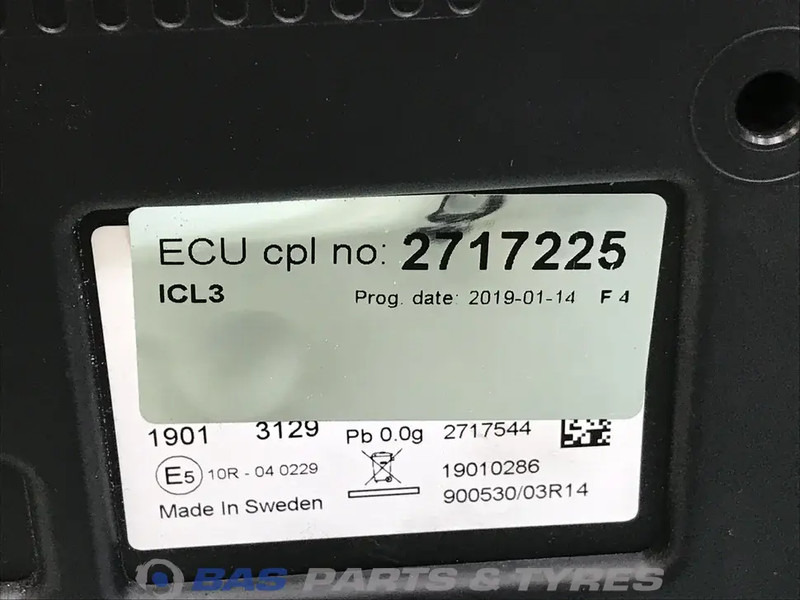 ECU cpl no: 2717225
ICL3 Prog. date: 2019-01-14 F 4
1901 3129 Pb 0.0g 2717544
E5 10R - 04 0229 19010286
Made In Sweden 900530/03R14
BAS PARTS & TYRES